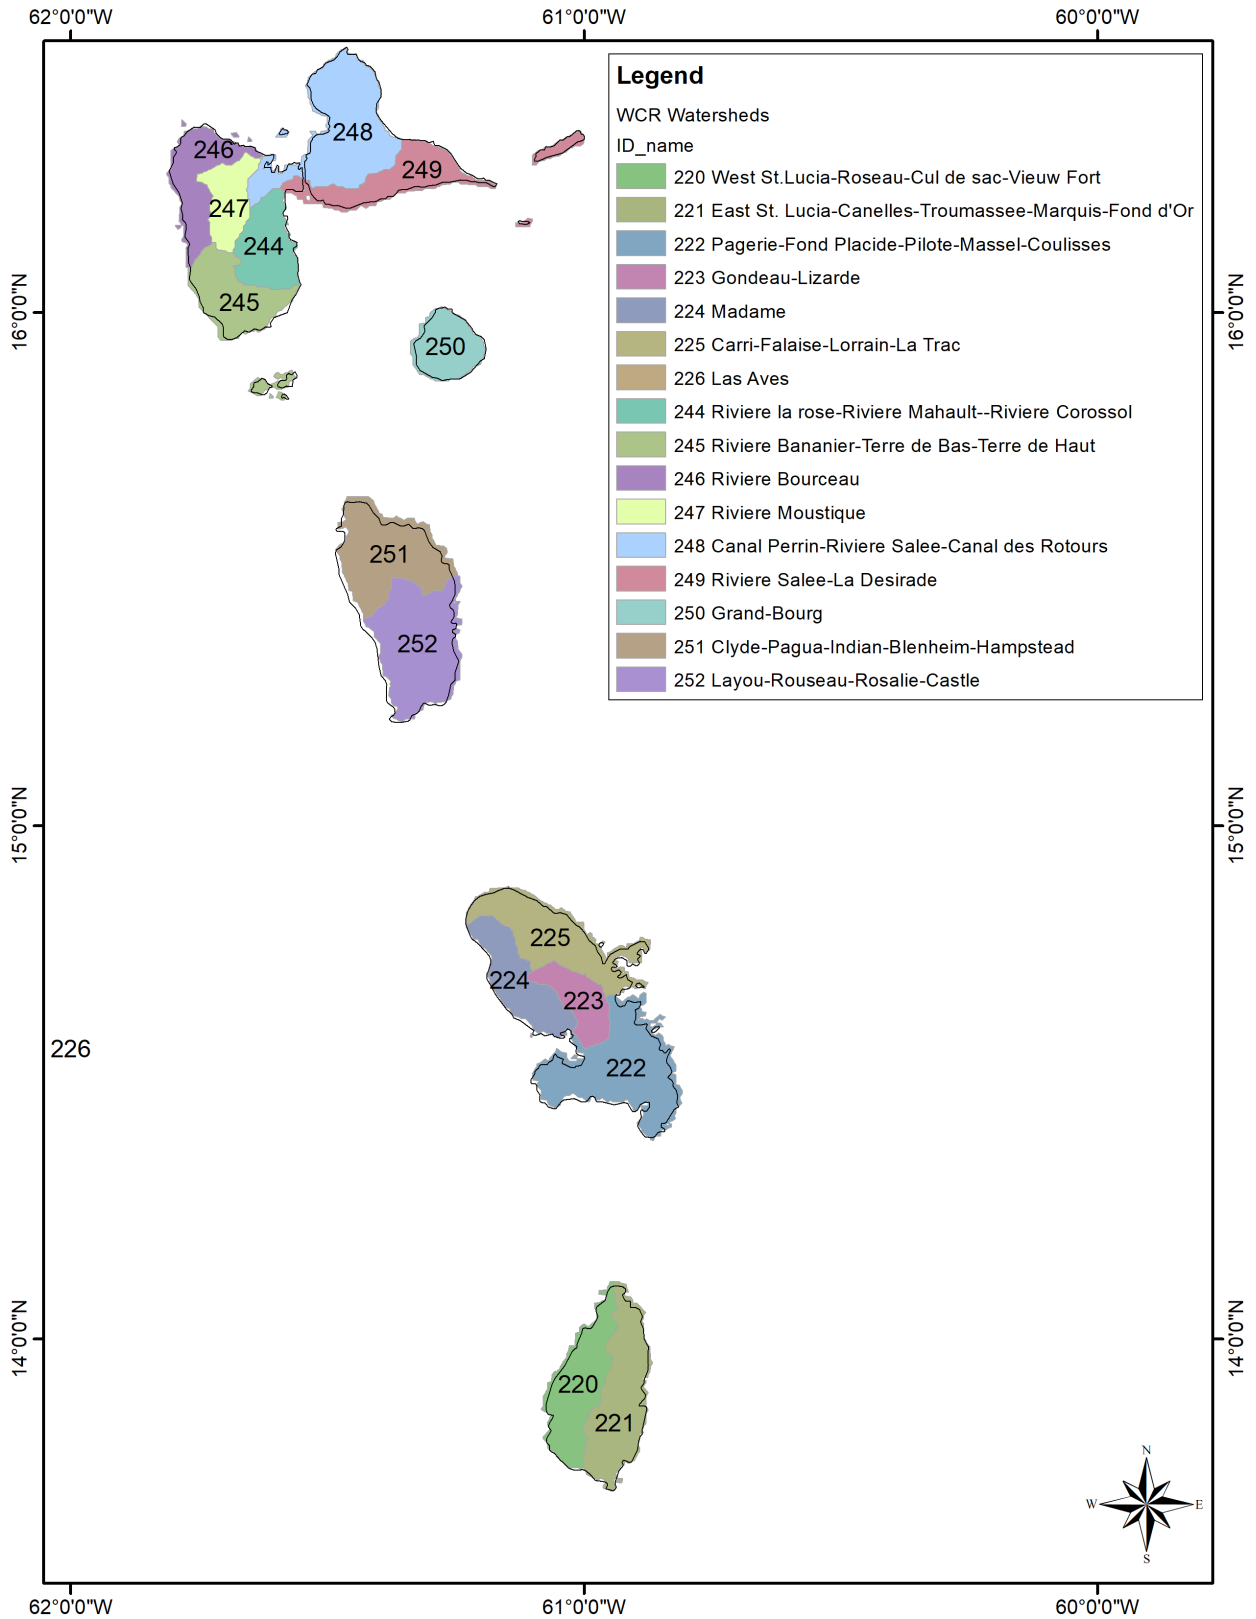 62°0'0"W 61°0'0"W 60°0'0"W
Legend
WCR Watersheds
ID_name
220 West St.Lucia-Roseau-Cul de sac-Vieuw Fort
221 East St. Lucia-Canelles-Troumassee-Marquis-Fond d'Or
222 Pagerie-Fond Placide-Pilote-Massel-Coulisses
223 Gondeau-Lizarde
224 Madame
225 Carri-Falaise-Lorrain-La Trac
226 Las Aves
244 Riviere la rose-Riviere Mahault--Riviere Corossol
245 Riviere Bananier-Terre de Bas-Terre de Haut
246 Riviere Bourceau
247 Riviere Moustique
248 Canal Perrin-Riviere Salee-Canal des Rotours
249 Riviere Salee-La Desirade
250 Grand-Bourg
251 Clyde-Pagua-Indian-Blenheim-Hampstead
252 Layou-Rouseau-Rosalie-Castle
248
246
249
247
244
245
16°0'0"N
16°0'0"N
250
251
252
15°0'0"N
15°0'0"N
225
224
223
226
222
14°0'0"N
14°0'0"N
220
221
N
W
E
S
62°0'0"W 61°0'0"W 60°0'0"W